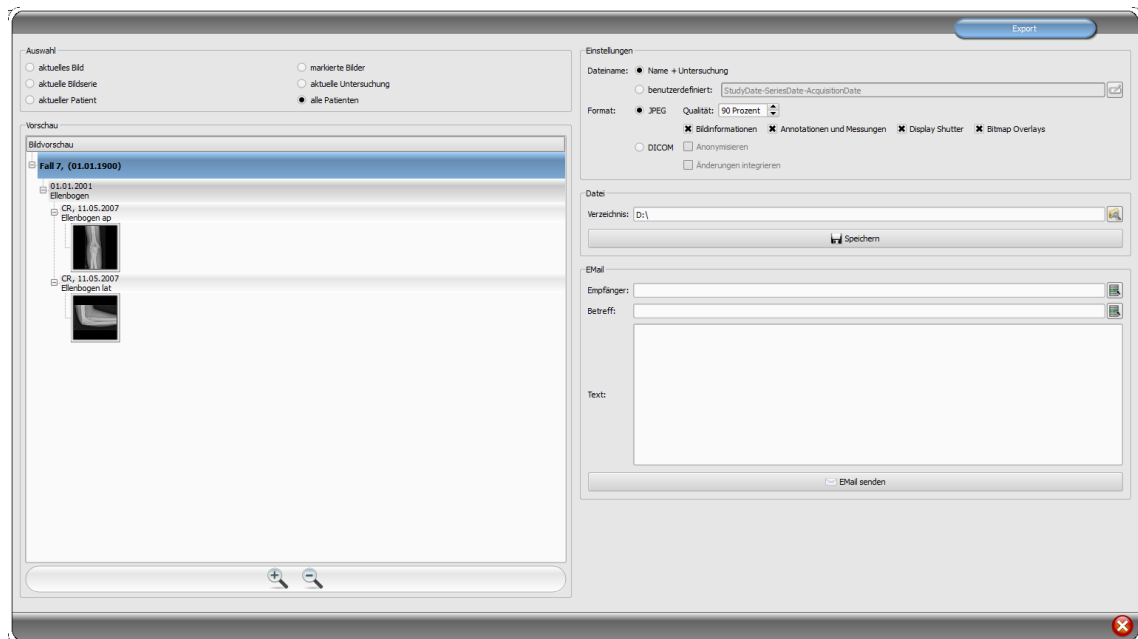 Export
Auswahl
aktuelles Bild
markierte Bilder
aktuelle Bildserie
aktuelle Untersuchung
aktueller Patient
alle Patienten
Vorschau
Bildvorschau
Fall 7, (01.01.1900)
01.01.2001
Ellenbogen
CR, 11.05.2007
Ellenbogen ap
CR, 11.05.2007
Ellenbogen lat
Einstellungen
Dateiname: Name + Untersuchung
benutzerdefiniert: StudyDate-SeriesDate-AcquisitionDate
Format: JPEG Qualität: 90 Prozent
Bildinformationen Annotationen und Messungen Display Shutter Bitmap Overlays
DICOM Anonymisieren
Änderungen integrieren
Datei
Verzeichnis: D:\
Speichern
EMail
Empfänger:
Betreff:
Text:
EMail senden